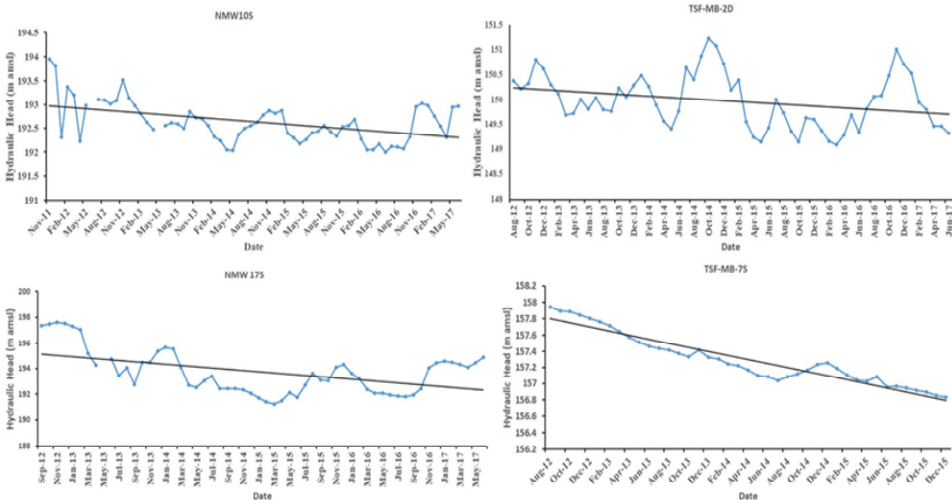 NMW10S
Hydraulic Head (m amsl)
194.5
194
193.5
193
192.5
192
191.5
191
Nov-11 Feb-12 May-12 Aug-12 Nov-12 Feb-13 May-13 Aug-13 Nov-13 Feb-14 May-14 Aug-14 Nov-14 Feb-15 May-15 Aug-15 Nov-15 Feb-16 May-16 Aug-16 Nov-16 Feb-17 May-17
Date
TSF-MB-2D
Hydraulic Head (m amsl)
151.5
151
150.5
150
149.5
149
148.5
148
Aug-12 Oct-12 Dec-12 Apr-13 Jun-13 Aug-13 Oct-13 Dec-13 Feb-14 Apr-14 Jun-14 Aug-14 Oct-14 Dec-14 Apr-15 Jun-15 Aug-15 Oct-15 Dec-15 Feb-16 Apr-16 Jun-16 Aug-16 Oct-16 Dec-16 Feb-17 Apr-17 Jun-17
Date
NMW 17S
Hydraulic Head (m amsl)
200
198
196
194
192
190
188
Sep-12 Nov-12 Jan-13 Mar-13 May-13 Jul-13 Sep-13 Nov-13 Jan-14 Mar-14 May-14 Jul-14 Sep-14 Nov-14 Jan-15 Mar-15 May-15 Jul-15 Sep-15 Nov-15 Jan-16 Mar-16 May-16 Jul-16 Sep-16 Nov-16 Jan-17 Mar-17 May-17
Date
TSF-MB-7S
Hydraulic Head (m amsl)
158.2
158
157.8
157.6
157.4
157.2
157
156.8
156.6
156.4
156.2
Aug-12 Oct-12 Dec-12 Feb-13 Apr-13 Jun-13 Aug-13 Oct-13 Dec-13 Feb-14 Apr-14 Jun-14 Aug-14 Oct-14 Dec-14 Feb-15 Apr-15 Jun-15 Aug-15 Oct-15 Dec-15
Date